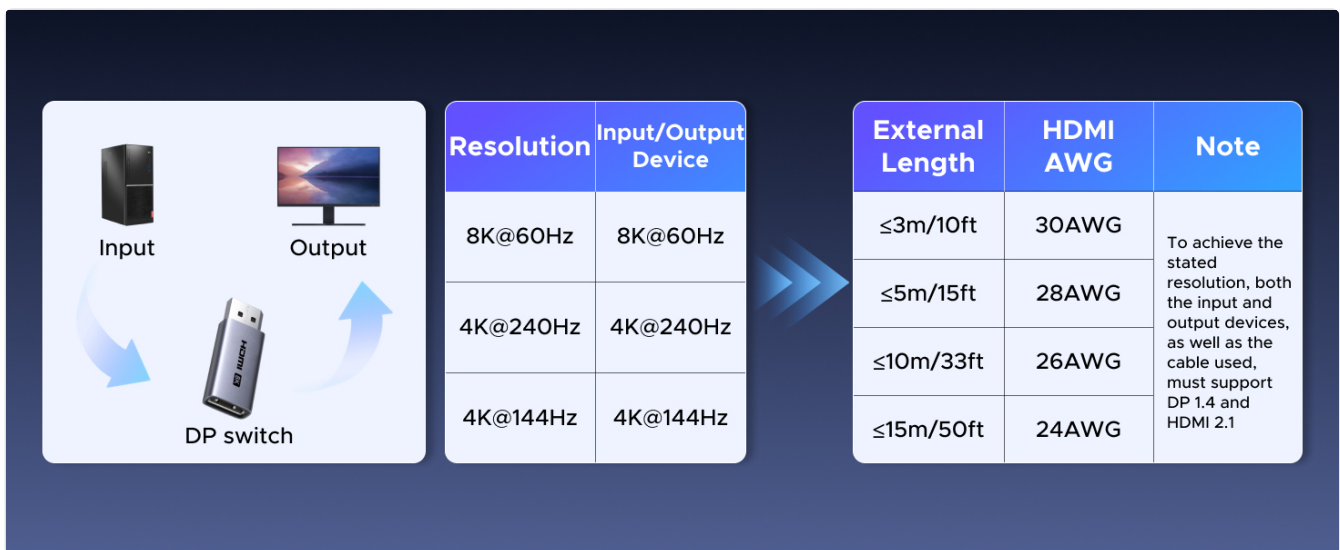 Input
Output
HDMI 8K
DP switch
Resolution
Input/Output
Device
8K@60Hz
8K@60Hz
4K@240Hz
4K@240Hz
4K@144Hz
4K@144Hz
External
Length
HDMI
AWG
Note
≤3m/10ft
30AWG
≤5m/15ft
28AWG
≤10m/33ft
26AWG
≤15m/50ft
24AWG
To achieve the
stated
resolution, both
the input and
output devices,
as well as the
cable used,
must support
DP 1.4 and
HDMI 2.1